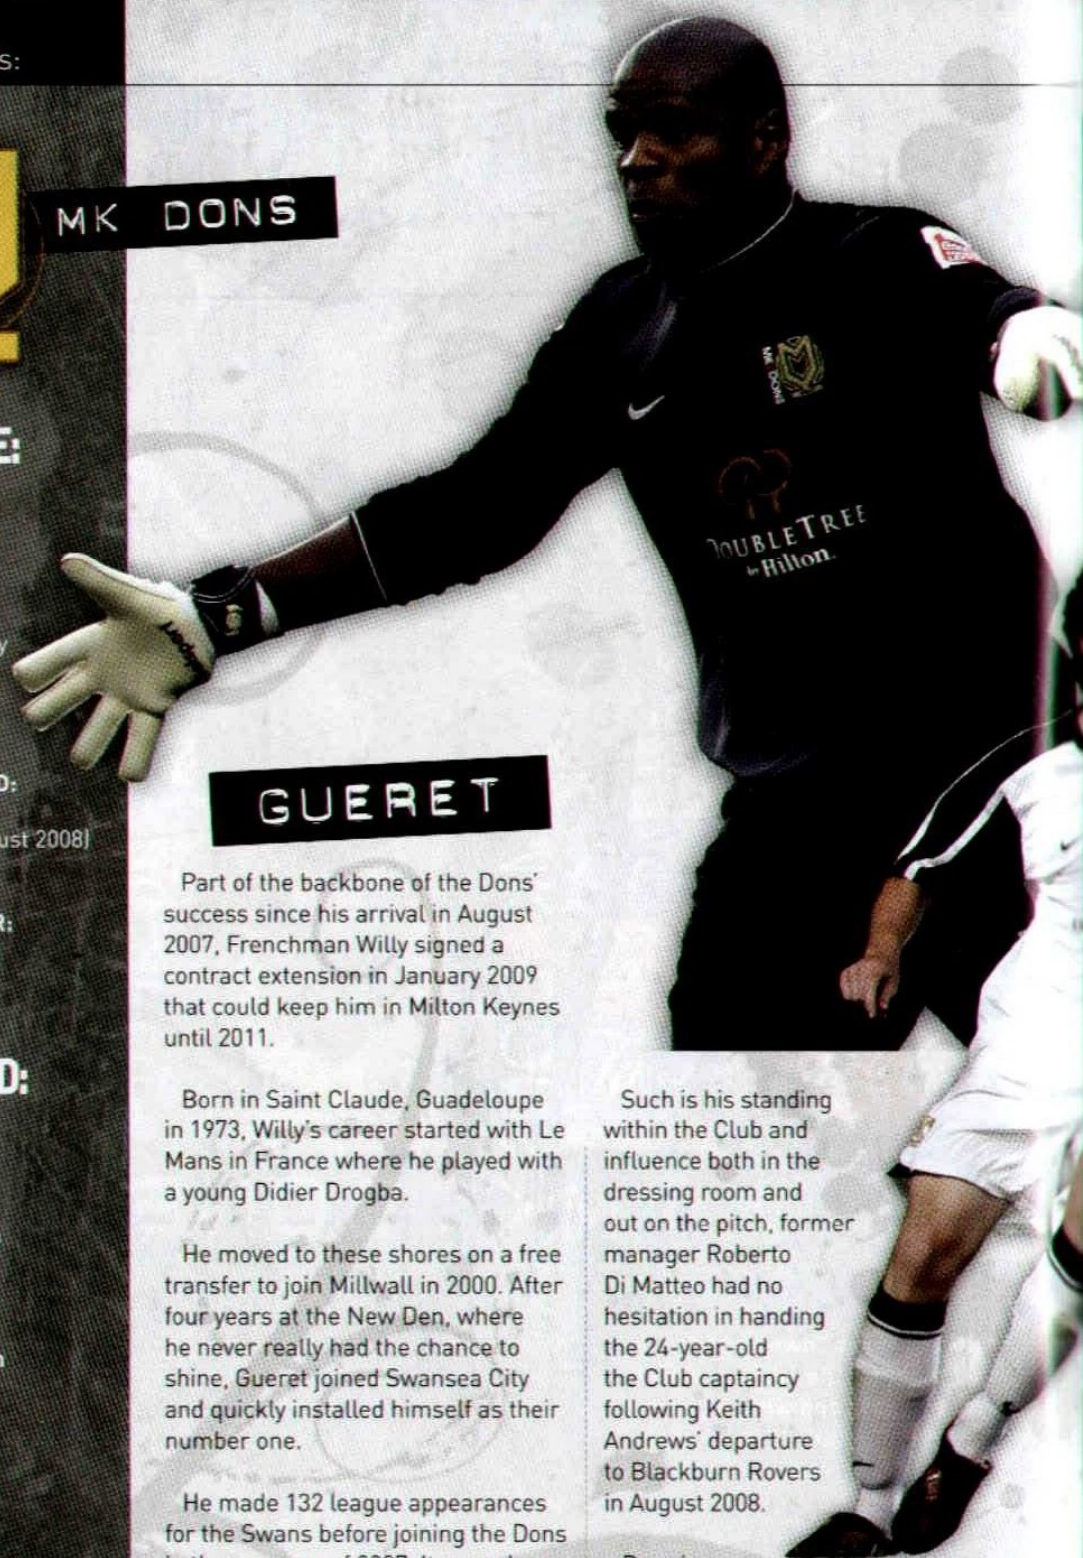 S:
MK DONS
MK DONS
DOUBLETREE
by Hilton.
E:
D:
ust 2008)
R:
D:
GUERET
Part of the backbone of the Dons'
success since his arrival in August
2007, Frenchman Willy signed a
contract extension in January 2009
that could keep him in Milton Keynes
until 2011.
Born in Saint Claude, Guadeloupe
in 1973, Willy's career started with Le
Mans in France where he played with
a young Didier Drogba.
He moved to these shores on a free
transfer to join Millwall in 2000. After
four years at the New Den, where
he never really had the chance to
shine, Gueret joined Swansea City
and quickly installed himself as their
number one.
He made 132 league appearances
for the Swans before joining the Dons
Such is his standing
within the Club and
influence both in the
dressing room and
out on the pitch, former
manager Roberto
Di Matteo had no
hesitation in handing
the 24-year-old
the Club captaincy
following Keith
Andrews' departure
to Blackburn Rovers
in August 2008.